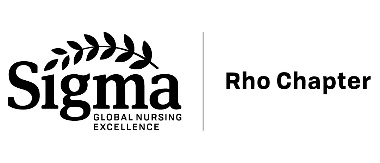 Sigma
GLOBAL NURSING
EXCELLENCE
Rho Chapter